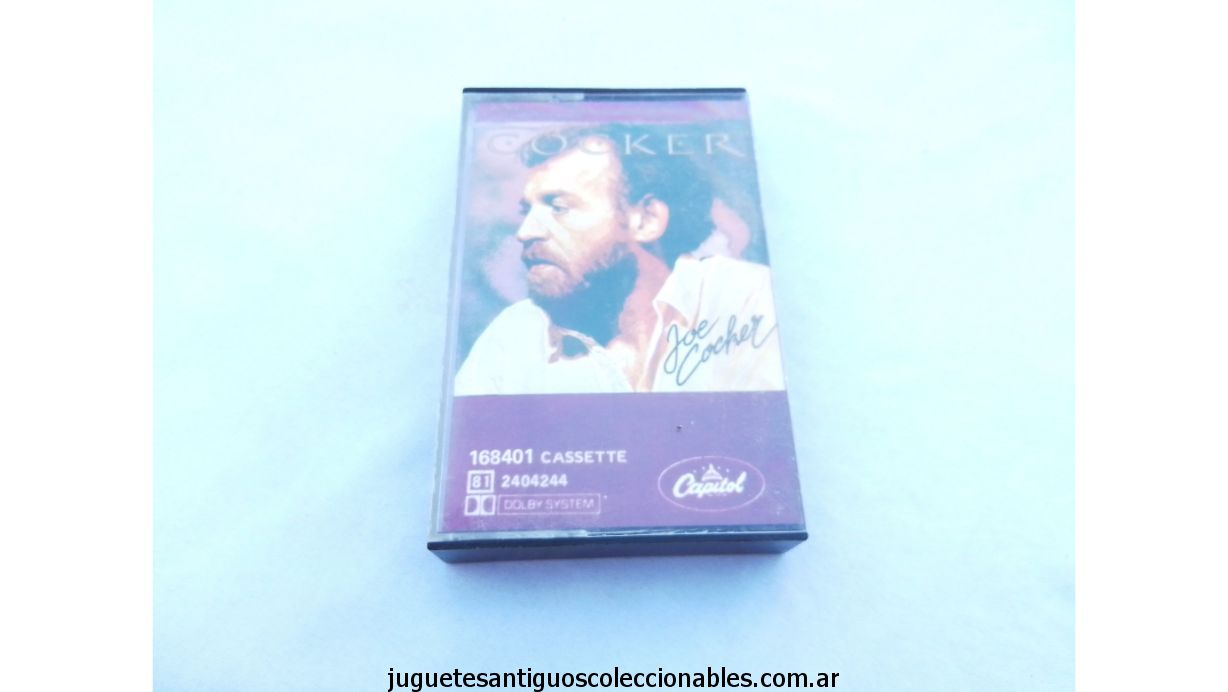 COCKER
Joe
Cocker
168401 CASSETTE
81 2404244
DOLBY SYSTEM
Capitol
juguetesantiguoscoleccionables.com.ar